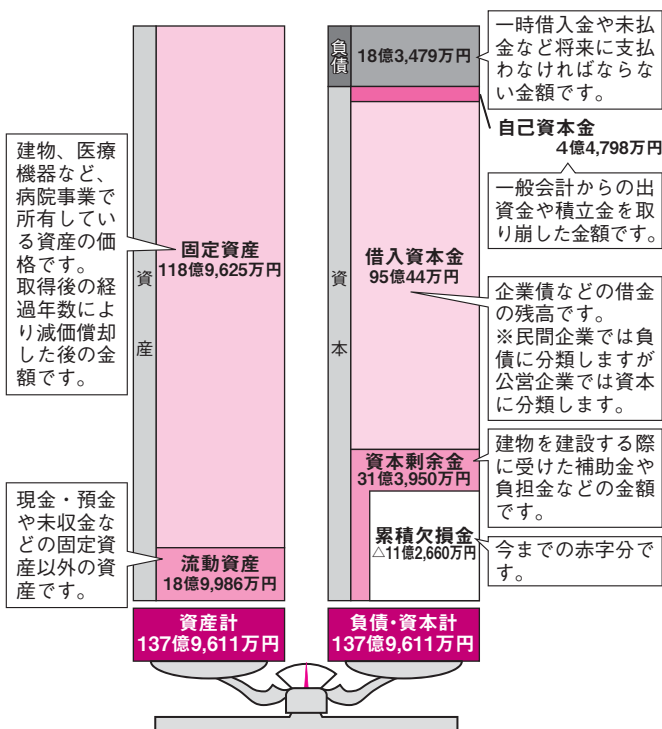 建物、医療
機器など、
病院事業で
所有してい
る資産の価
格です。
取得後の経
過年数によ
り減価償却
した後の金
額です。
現金・預金
や未収金な
どの固定資
産以外の資
産です。
資産
固定資産
118億9,625万円
流動資産
18億9,986万円
資産計
137億9,611万円
負債
18億3,479万円
資本
借入資本金
95億44万円
資本剰余金
31億3,950万円
累積欠損金
△11億2,660万円
負債・資本計
137億9,611万円
一時借入金や未払
金など将来に支払
わなければならな
い金額です。
自己資本金
4億4,798万円
一般会計からの出
資金や積立金を取
り崩した金額です。
企業債などの借金
の残高です。
※民間企業では負
債に分類しますが
公営企業では資本
に分類します。
建物を建設する際
に受けた補助金や
負担金などの金額
です。
今までの赤字分で
す。